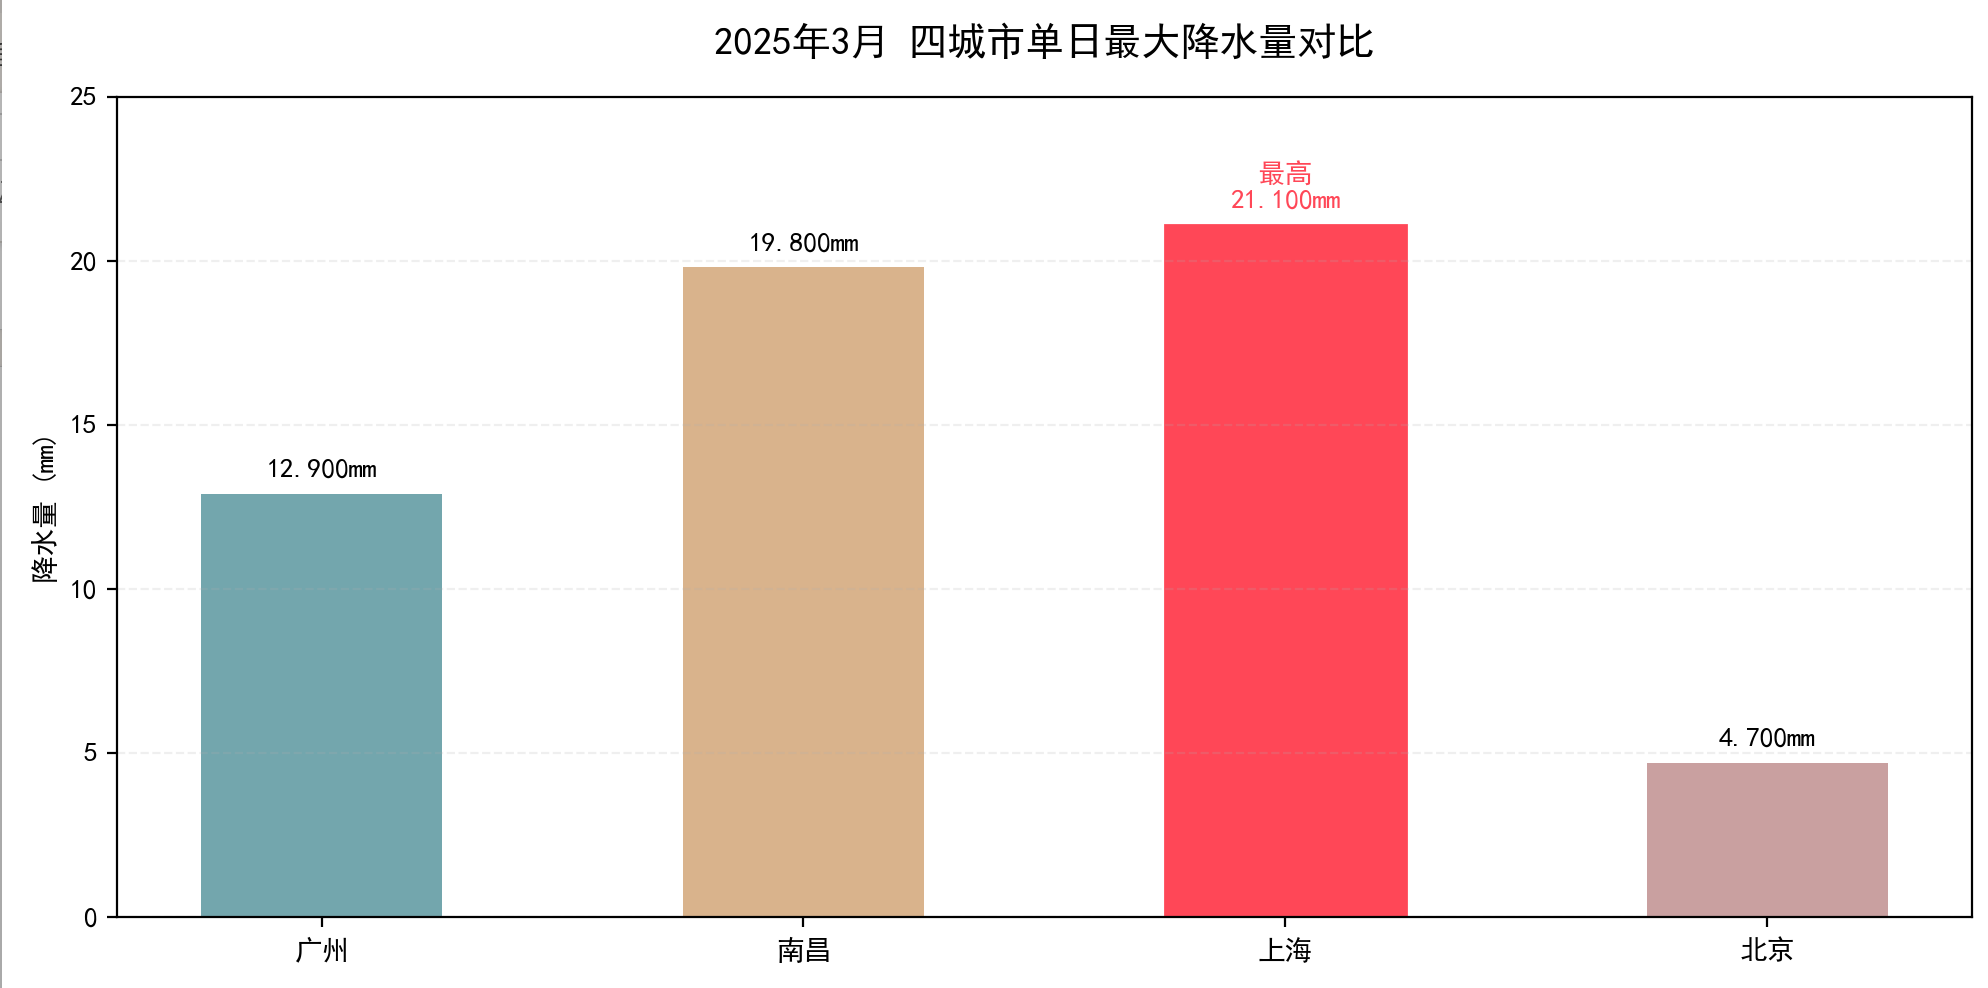 2025年3月 四城市单日最大降水量对比
降水量 (mm)
25
20
15
10
5
0
12.900mm
19.800mm
最高
21.100mm
4.700mm
广州
南昌
上海
北京